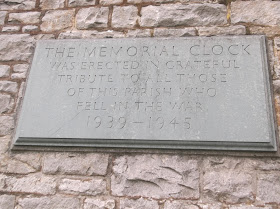 THE MEMORIAL CLOCK
WAS ERECTED IN GRATEFUL
TRIBUTE TO ALL THOSE
OF THIS PARISH WHO
FELL IN THE WAR
1939-1945